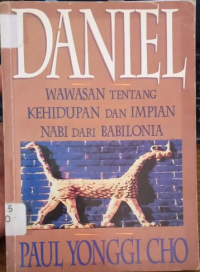 DANIEL
WAWASAN TENTANG
KEHIDUPAN DAN IMPIAN
NABI DARI BABILONIA
PAUL YONGGI CHO